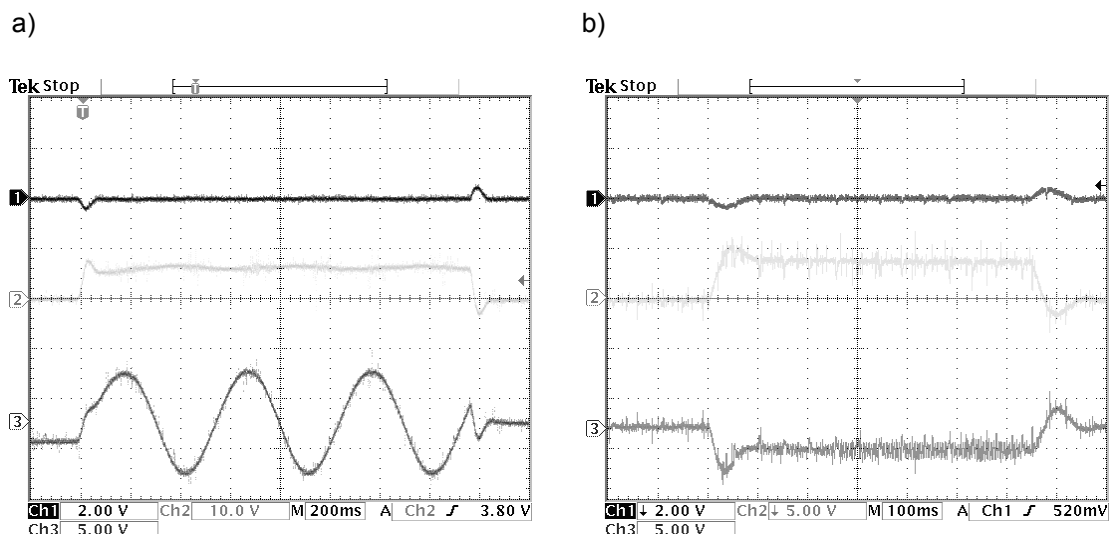 a)
b)
Tek Stop
T
T
1
2
3
Ch1 2.00 V Ch2 10.0 V M 200ms A Ch2 3.80 V
Ch3 5.00 V
Tek Stop
1
2
3
Ch1 ↓ 2.00 V Ch2 ↓ 5.00 V M 100ms A Ch1 520mV
Ch3 5.00 V